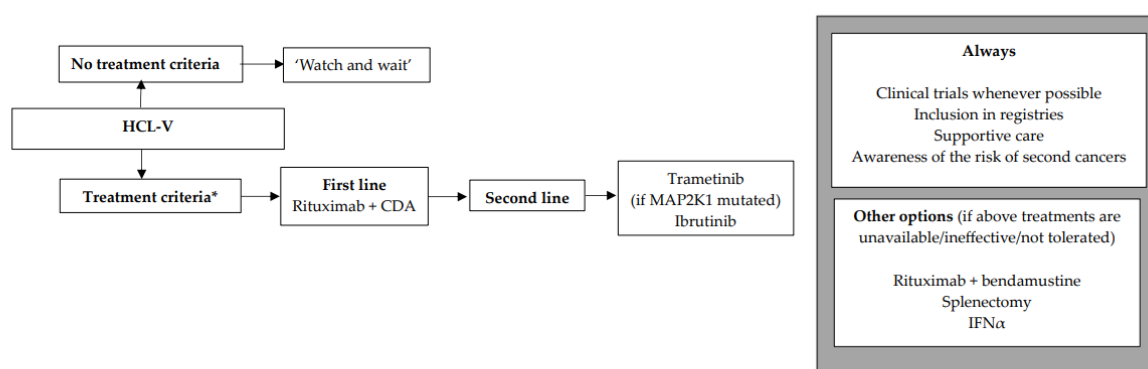 No treatment criteria
'Watch and wait'
HCL-V
Treatment criteria*
First line
Rituximab + CDA
Second line
Trametinib
(if MAP2K1 mutated)
Ibrutinib
Always
Clinical trials whenever possible
Inclusion in registries
Supportive care
Awareness of the risk of second cancers
Other options (if above treatments are
unavailable/ineffective/not tolerated)
Rituximab + bendamustine
Splenectomy
IFNα